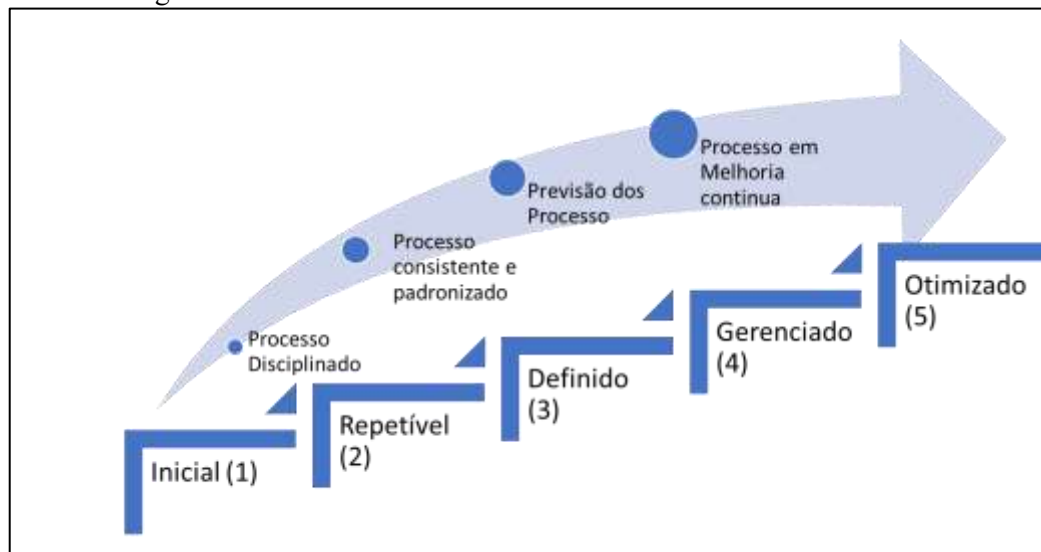 Processo em
Melhoria
continua
Previsão dos
Processo
Processo
consistente e
padronizado
Processo
Disciplinado
Otimizado
(5)
Gerenciado
(4)
Definido
(3)
Repetível
(2)
Inicial (1)